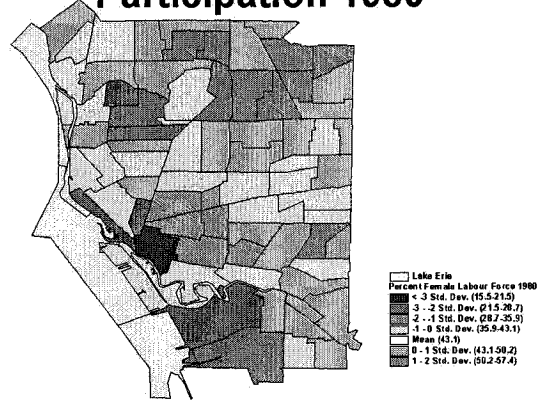 Participation 1980
Lake Erie
Percent Female Labour Force 1980
< -3 Std. Dev. (15.5-21.5)
-3 - -2 Std. Dev. (21.5-28.7)
-2 - -1 Std. Dev. (28.7-35.9)
-1 - 0 Std. Dev. (35.9-43.1)
Mean (43.1)
0 - 1 Std. Dev. (43.1-50.2)
1 - 2 Std. Dev. (50.2-57.4)